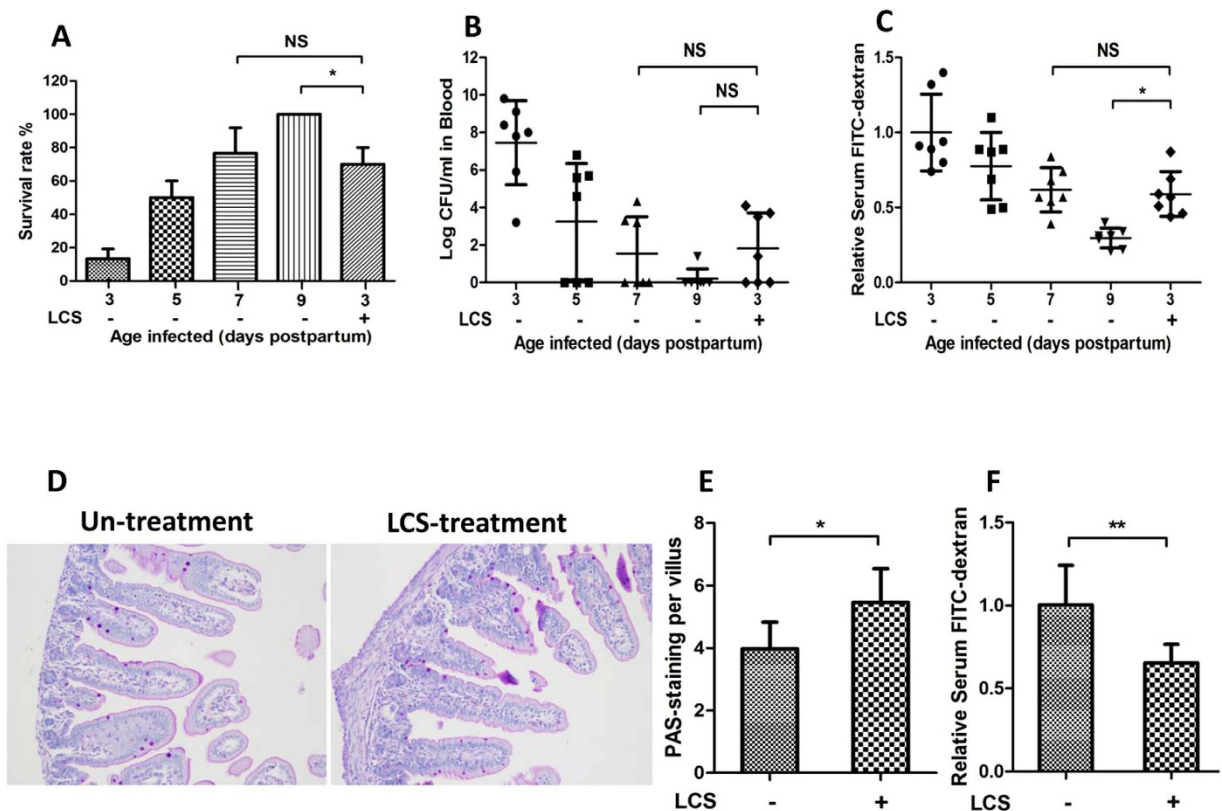 A
NS
*
120
100
80
60
40
20
0
Survival rate %
3 5 7 9 3
LCS - - - - +
Age infected (days postpartum)
B
NS
NS
12
10
8
6
4
2
0
Log CFU/ml in Blood
3 5 7 9 3
LCS - - - - +
Age infected (days postpartum)
C
NS
*
1.5
1.0
0.5
0.0
Relative Serum FITC-dextran
3 5 7 9 3
LCS - - - - +
Age infected (days postpartum)
D
Un-treatment LCS-treatment
E
*
8
6
4
2
0
PAS-staining per villus
LCS - +
F
**
1.5
1.0
0.5
0.0
Relative Serum FITC-dextran
LCS - +